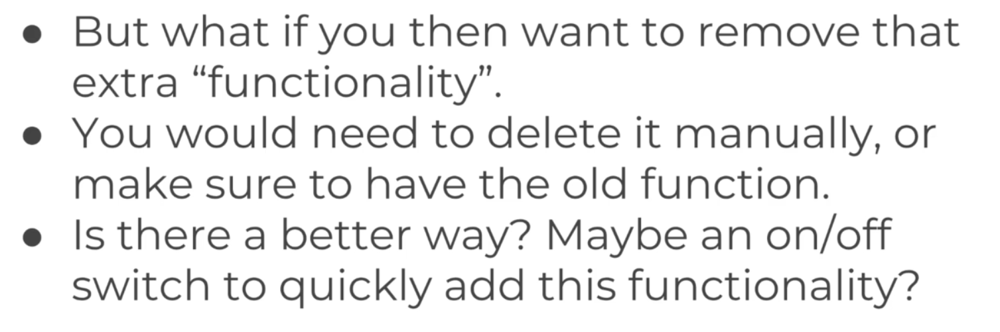 ● But what if you then want to remove that
extra “functionality”.
● You would need to delete it manually, or
make sure to have the old function.
● Is there a better way? Maybe an on/off
switch to quickly add this functionality?